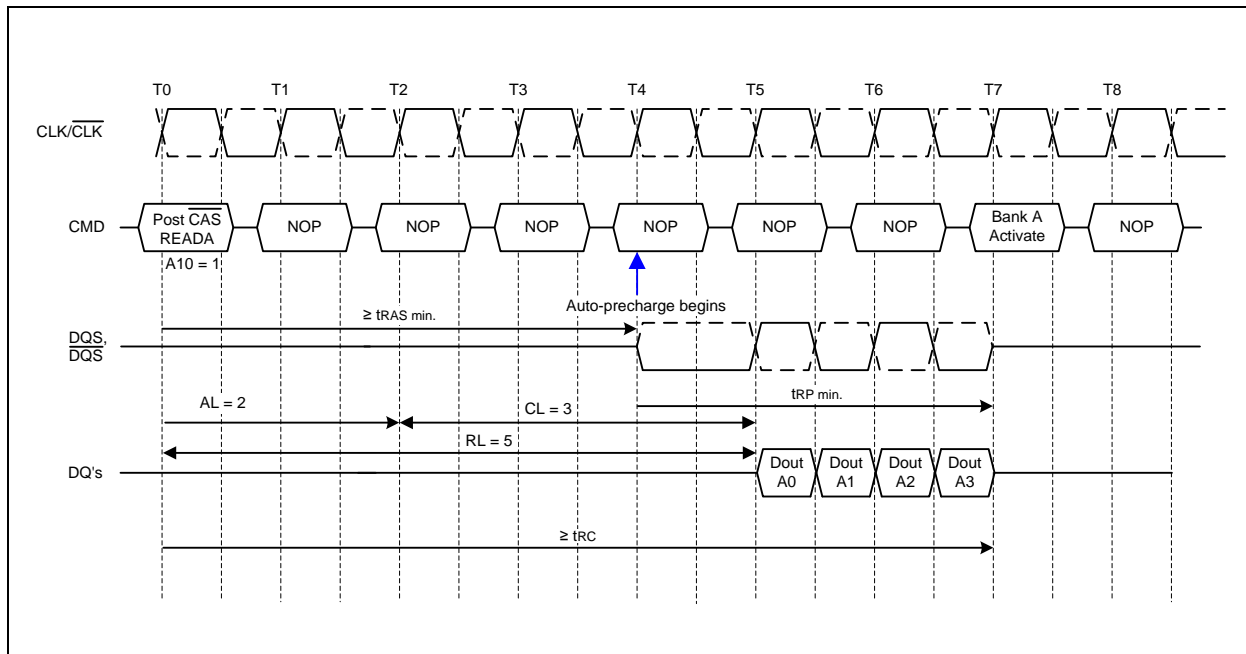 T0 T1 T2 T3 T4 T5 T6 T7 T8
CLK/CLK
CMD
Post CAS
READA
NOP
NOP
NOP
NOP
NOP
NOP
Bank A
Activate
NOP
A10 = 1
Auto-precharge begins
≥ tRAS min.
DQS,
DQS
tRP min.
AL = 2
CL = 3
RL = 5
DQ's
Dout
A0
Dout
A1
Dout
A2
Dout
A3
≥ tRC